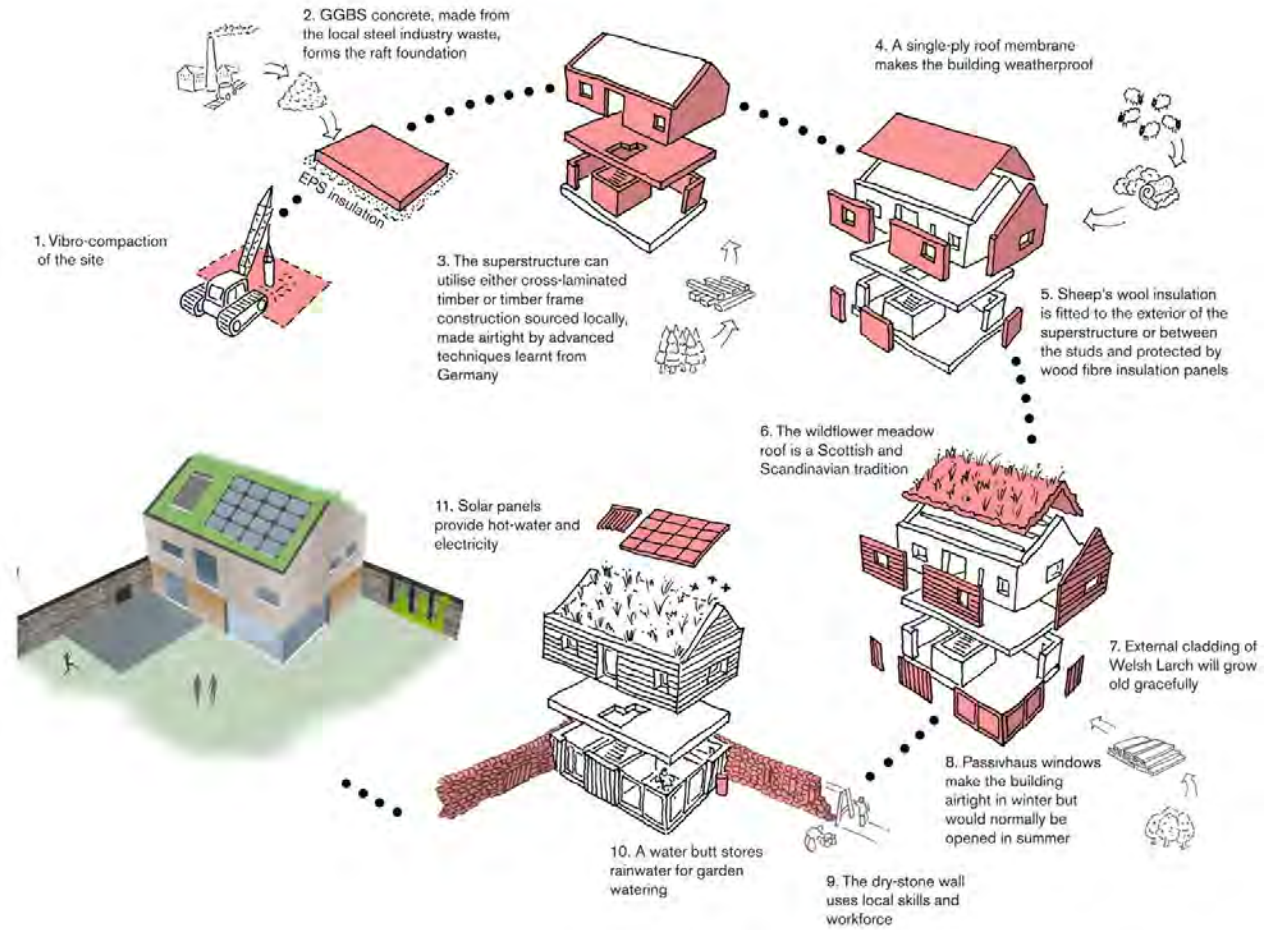 1. Vibro-compaction
of the site
2. GGBS concrete, made from
the local steel industry waste,
forms the raft foundation
EPS insulation
3. The superstructure can
utilise either cross-laminated
timber or timber frame
construction sourced locally,
made airtight by advanced
techniques learnt from
Germany
4. A single-ply roof membrane
makes the building weatherproof
5. Sheep's wool insulation
is fitted to the exterior of the
superstructure or between
the studs and protected by
wood fibre insulation panels
6. The wildflower meadow
roof is a Scottish and
Scandinavian tradition
7. External cladding of
Welsh Larch will grow
old gracefully
8. Passivhaus windows
make the building
airtight in winter but
would normally be
opened in summer
9. The dry-stone wall
uses local skills and
workforce
10. A water butt stores
rainwater for garden
watering
11. Solar panels
provide hot-water and
electricity